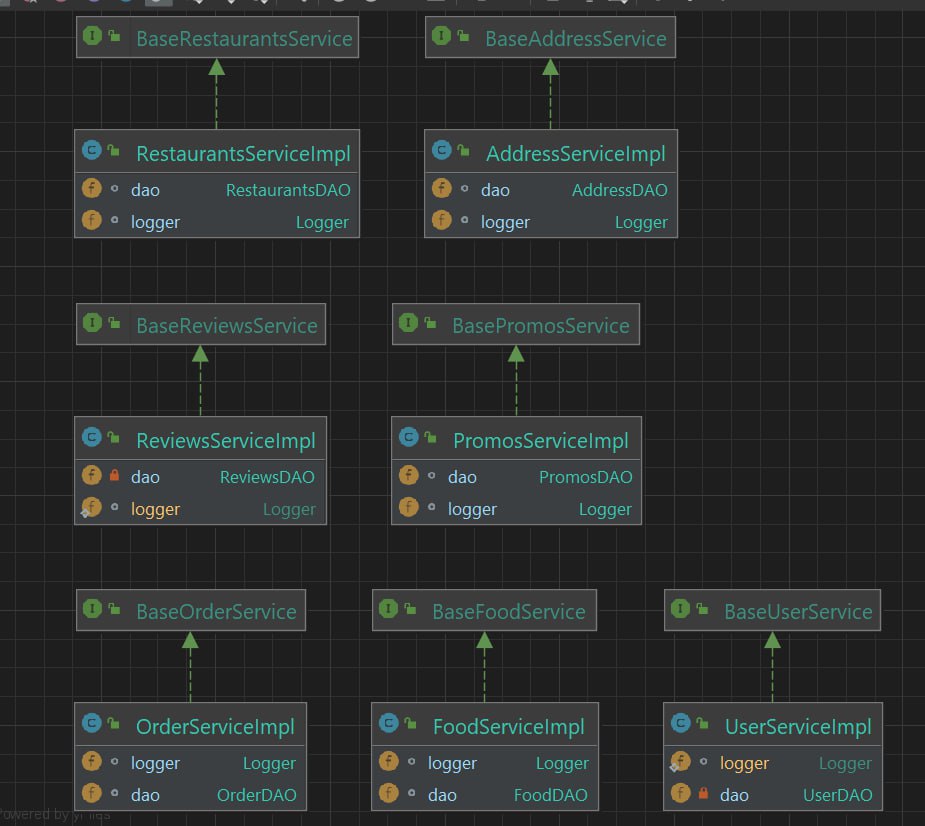 BaseRestaurantsService
BaseAddressService
RestaurantsServiceImpl
dao RestaurantsDAO
logger Logger
AddressServiceImpl
dao AddressDAO
logger Logger
BaseReviewsService
BasePromosService
ReviewsServiceImpl
dao ReviewsDAO
logger Logger
PromosServiceImpl
dao PromosDAO
logger Logger
BaseOrderService
BaseFoodService
BaseUserService
OrderServiceImpl
logger Logger
dao OrderDAO
FoodServiceImpl
logger Logger
dao FoodDAO
UserServiceImpl
logger Logger
dao UserDAO
Powered by yFiles